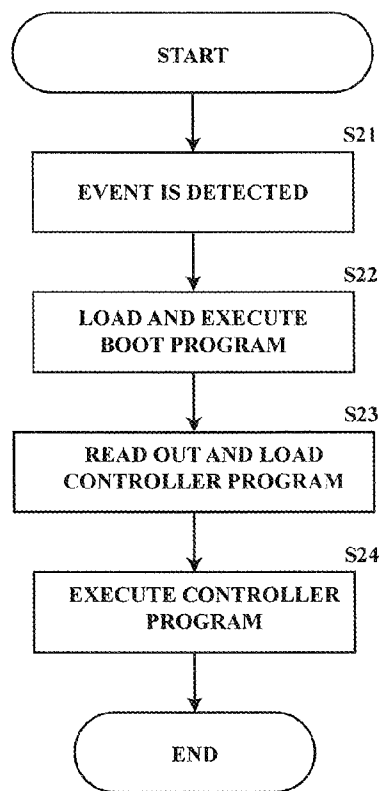 START
S21
EVENT IS DETECTED
S22
LOAD AND EXECUTE
BOOT PROGRAM
S23
READ OUT AND LOAD
CONTROLLER PROGRAM
S24
EXECUTE CONTROLLER
PROGRAM
END